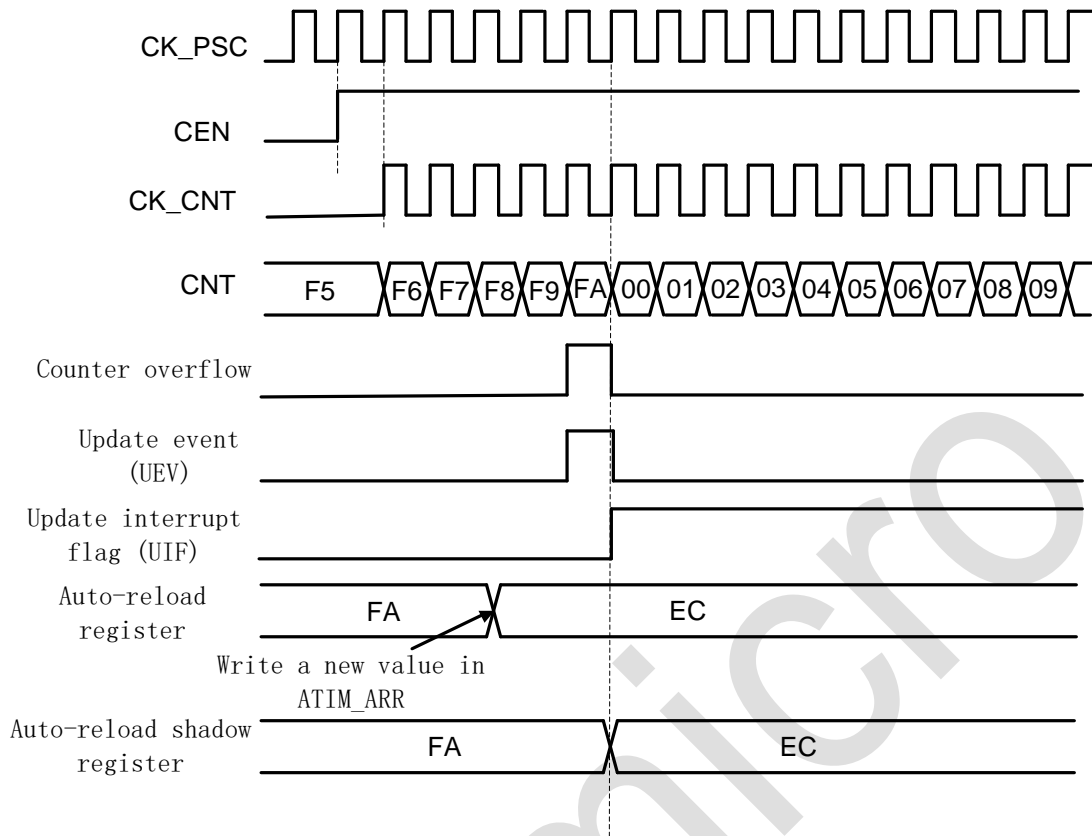 CK_PSC
CEN
CK_CNT
CNT
F5 F6 F7 F8 F9 FA 00 01 02 03 04 05 06 07 08 09
Counter overflow
Update event
(UEV)
Update interrupt
flag (UIF)
Auto-reload
register
FA
EC
Write a new value in
ATIM_ARR
Auto-reload shadow
register
FA
EC
micro